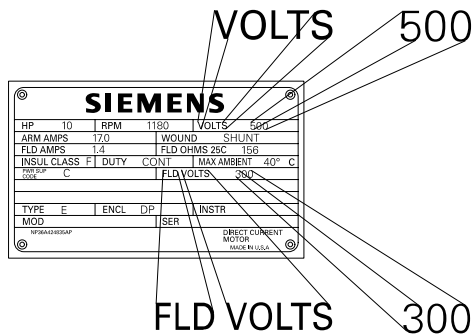 VOLTS 500
SIEMENS
HP 10 RPM 1180 VOLTS 500
ARM AMPS 17.0 WOUND SHUNT
FLD AMPS 1.4 FLD OHMS 25C 156
INSUL CLASS F DUTY CONT MAX AMBIENT 40° C
PWR SUP CODE C FLD VOLTS 300
TYPE E ENCL DP INSTR
MOD SER
NP36A424835AP DIRECT CURRENT
MOTOR
MADE IN U.S.A
FLD VOLTS 300